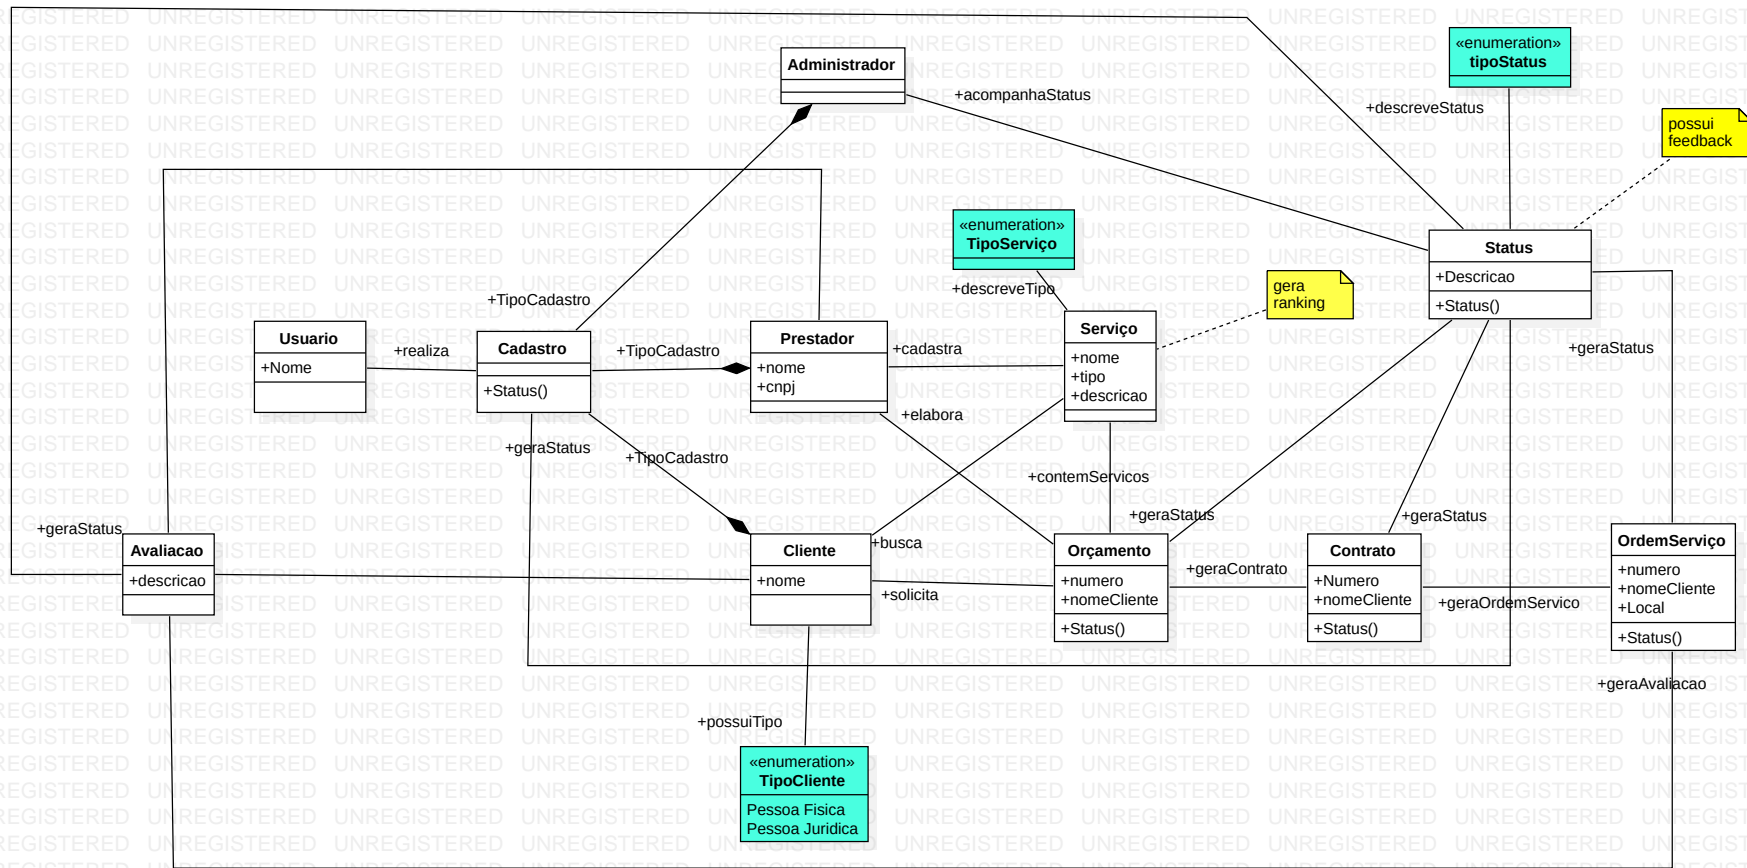 Administrador
+acompanhaStatus
«enumeration»
tipoStatus
+descreveStatus
possui
feedback
«enumeration»
TipoServiço
+descreveTipo
gera
ranking
Status
+Descricao
+Status()
+TipoCadastro
Usuario
+Nome
+realiza
Cadastro
+Status()
+TipoCadastro
Prestador
+nome
+cnpj
+cadastra
Serviço
+nome
+tipo
+descricao
+geraStatus
+elabora
+geraStatus
+TipoCadastro
+contemServicos
+geraStatus
+geraStatus
+geraStatus
Avaliacao
+descricao
Cliente
+nome
+busca
+solicita
Orçamento
+numero
+nomeCliente
+Status()
+geraContrato
Contrato
+Numero
+nomeCliente
+Status()
+geraOrdemServico
OrdemServiço
+numero
+nomeCliente
+Local
+Status()
+geraAvaliacao
+possuiTipo
«enumeration»
TipoCliente
Pessoa Fisica
Pessoa Juridica
UNREGISTERED